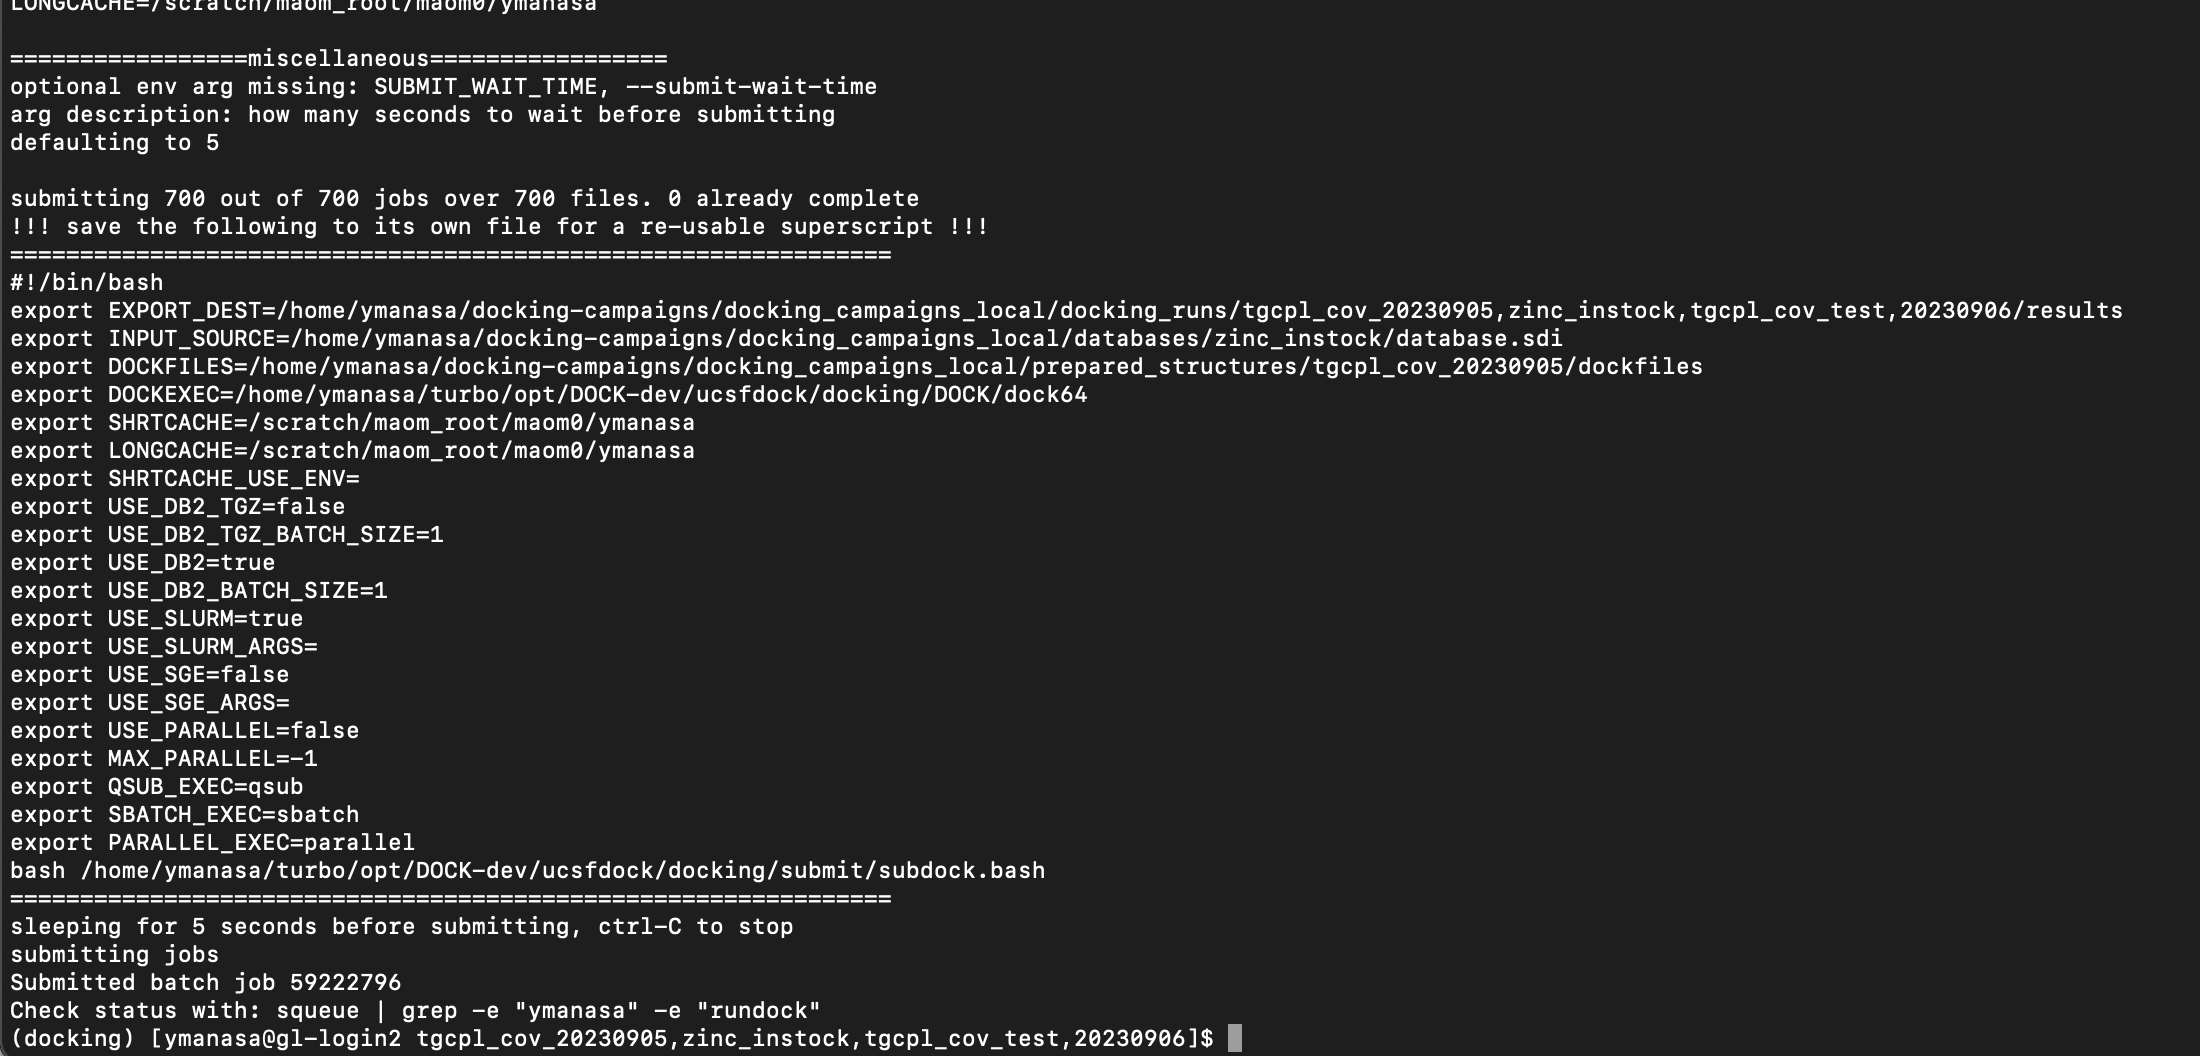 LONGCACHE=/scratch/maom_root/maom0/ymanasa
=================miscellaneous=================
optional env arg missing: SUBMIT_WAIT_TIME, --submit-wait-time
arg description: how many seconds to wait before submitting
defaulting to 5
submitting 700 out of 700 jobs over 700 files. 0 already complete
!!! save the following to its own file for a re-usable superscript !!!
===============================================================
#!/bin/bash
export EXPORT_DEST=/home/ymanasa/docking-campaigns/docking_campaigns_local/docking_runs/tgcpl_cov_20230905,zinc_instock,tgcpl_cov_test,20230906/results
export INPUT_SOURCE=/home/ymanasa/docking-campaigns/docking_campaigns_local/databases/zinc_instock/database.sdi
export DOCKFILES=/home/ymanasa/docking-campaigns/docking_campaigns_local/prepared_structures/tgcpl_cov_20230905/dockfiles
export DOCKEXEC=/home/ymanasa/turbo/opt/DOCK-dev/ucsfdock/docking/DOCK/dock64
export SHRTCACHE=/scratch/maom_root/maom0/ymanasa
export LONGCACHE=/scratch/maom_root/maom0/ymanasa
export SHRTCACHE_USE_ENV=
export USE_DB2_TGZ=false
export USE_DB2_TGZ_BATCH_SIZE=1
export USE_DB2=true
export USE_DB2_BATCH_SIZE=1
export USE_SLURM=true
export USE_SLURM_ARGS=
export USE_SGE=false
export USE_SGE_ARGS=
export USE_PARALLEL=false
export MAX_PARALLEL=-1
export QSUB_EXEC=qsub
export SBATCH_EXEC=sbatch
export PARALLEL_EXEC=parallel
bash /home/ymanasa/turbo/opt/DOCK-dev/ucsfdock/docking/submit/subdock.bash
===============================================================
sleeping for 5 seconds before submitting, ctrl-C to stop
submitting jobs
Submitted batch job 59222796
Check status with: squeue | grep -e "ymanasa" -e "rundock"
(docking) [ymanasa@gl-login2 tgcpl_cov_20230905,zinc_instock,tgcpl_cov_test,20230906]$